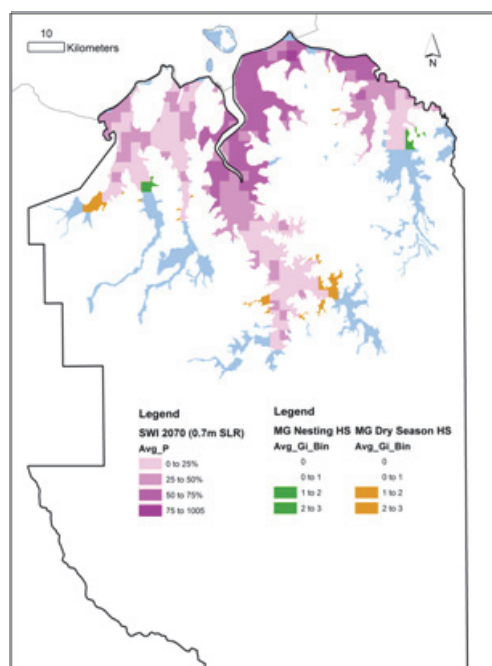 10
Kilometers
N
Legend
SWI 2070 (0.7m SLR)
Avg_P
0 to 25%
25 to 50%
50 to 75%
75 to 1005
Legend
MG Nesting HS
Avg_Gi_Bin
0
0 to 1
1 to 2
2 to 3
MG Dry Season HS
Avg_Gi_Bin
0
0 to 1
1 to 2
2 to 3